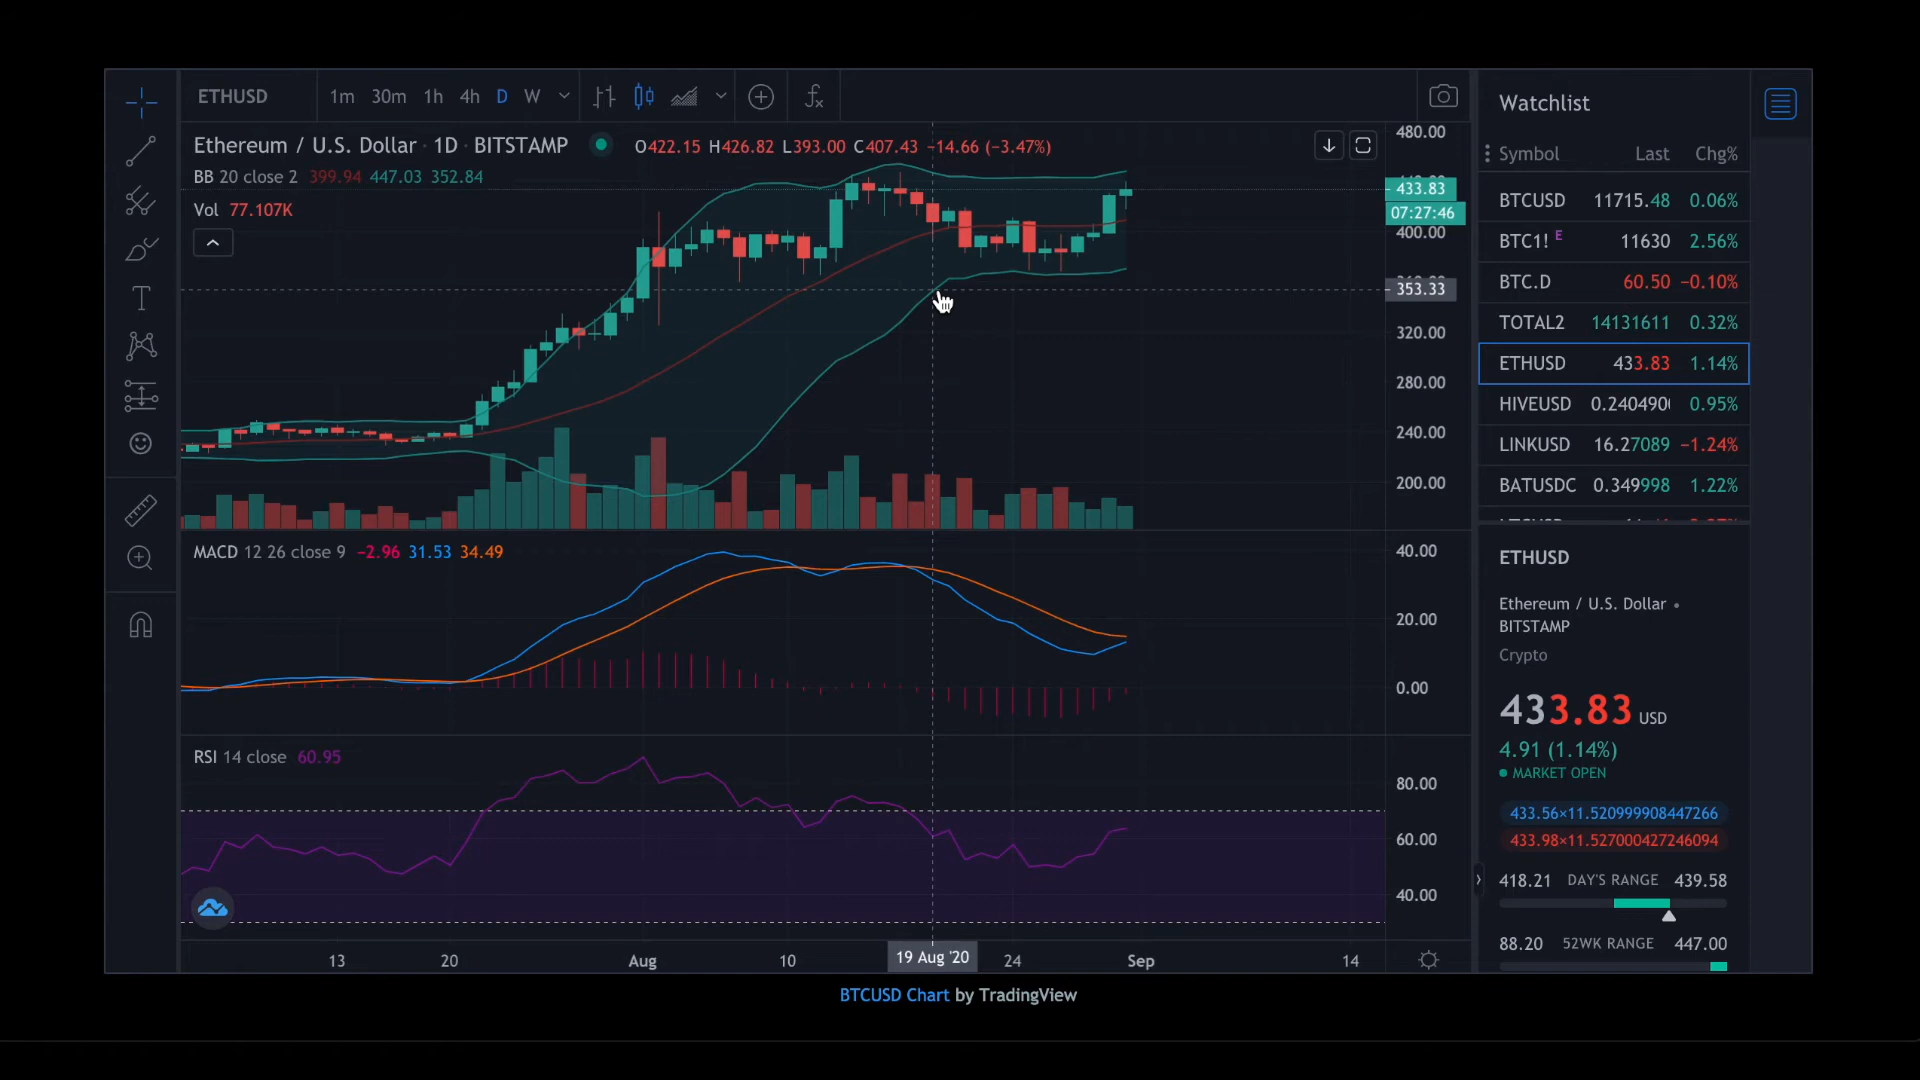 ETHUSD 1m 30m 1h 4h D W
Ethereum / U.S. Dollar · 1D · BITSTAMP O422.15 H426.82 L393.00 C407.43 −14.66 (−3.47%)
BB 20 close 2 399.94 447.03 352.84
Vol 77.107K
480.00
433.83
07:27:46
400.00
353.33
320.00
280.00
240.00
200.00
MACD 12 26 close 9 −2.96 31.53 34.49
40.00
20.00
0.00
RSI 14 close 60.95
80.00
60.00
40.00
13 20 Aug 10 19 Aug '20 24 Sep 14
Watchlist
Symbol Last Chg%
BTCUSD 11715.48 0.06%
BTC1! E 11630 2.56%
BTC.D 60.50 −0.10%
TOTAL2 14131611 0.32%
ETHUSD 433.83 1.14%
HIVEUSD 0.240490 0.95%
LINKUSD 16.27089 −1.24%
BATUSDC 0.349998 1.22%
ETHUSD
Ethereum / U.S. Dollar •
BITSTAMP
Crypto
433.83 USD
4.91 (1.14%)
MARKET OPEN
433.56×11.520999908447266
433.98×11.527000427246094
418.21 DAY'S RANGE 439.58
88.20 52WK RANGE 447.00
BTCUSD Chart by TradingView